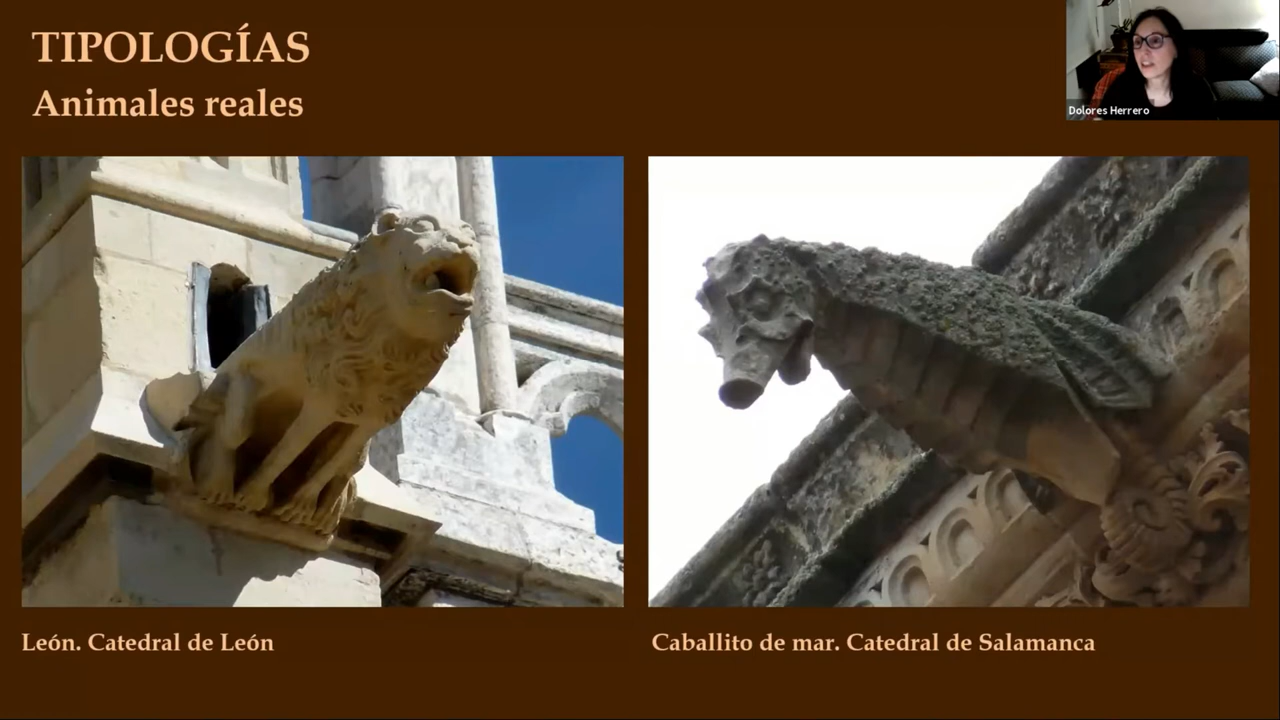 TIPOLOGÍAS
Animales reales
Dolores Herrero
León. Catedral de León
Caballito de mar. Catedral de Salamanca